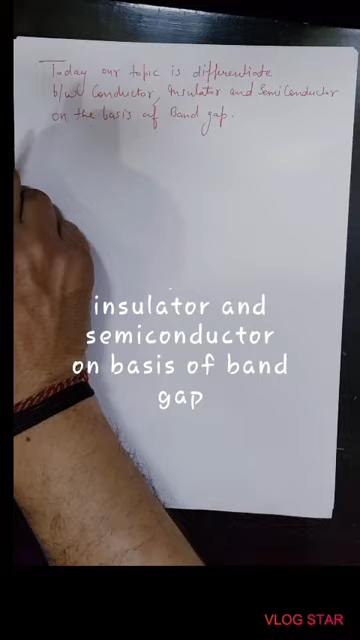 Today our topic is differentiate
b/w Conductor, Insulator and Semiconductor
on the basis of Band gap.
insulator and
semiconductor
on basis of band
gap
VLOG STAR